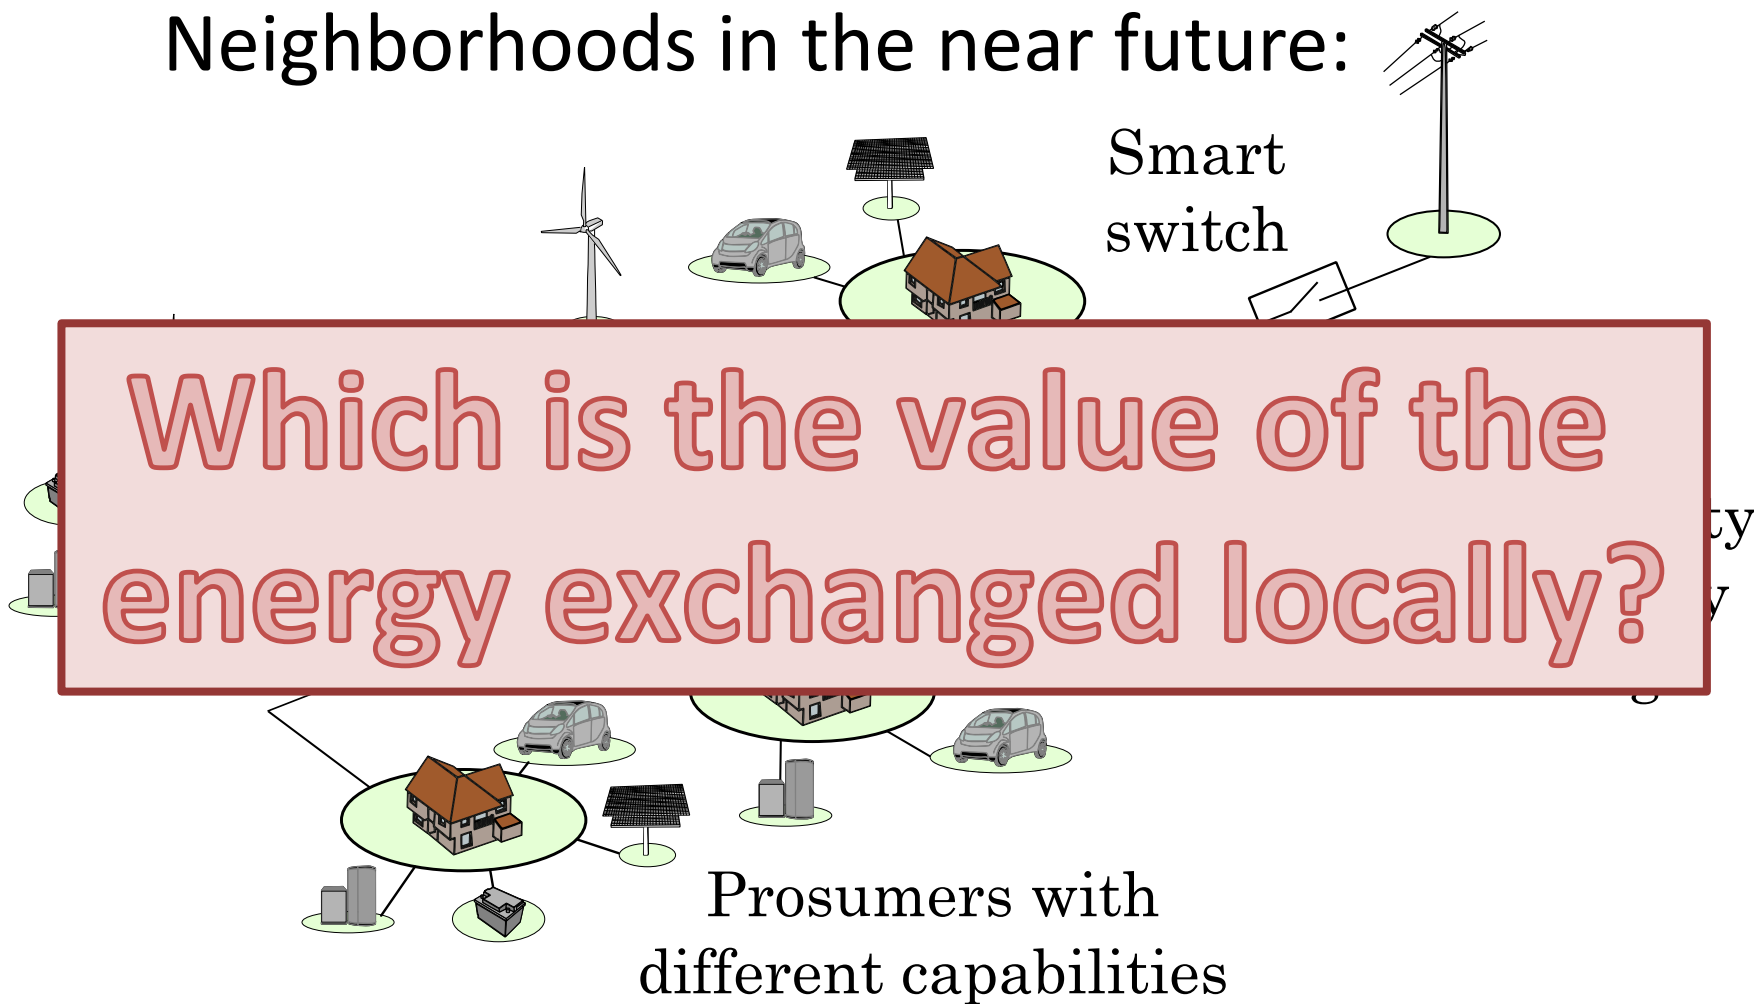 Neighborhoods in the near future:
Smart
switch
Which is the value of the
energy exchanged locally?
Prosumers with
different capabilities